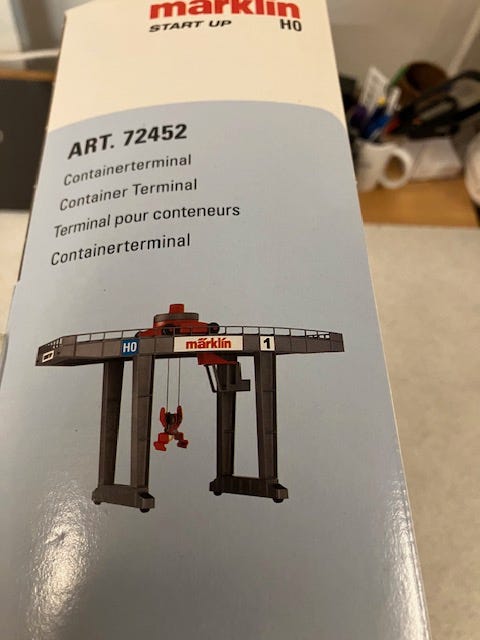 märklin
START UP H0
ART. 72452
Containerterminal
Container Terminal
Terminal pour conteneurs
Containerterminal
H0 märklin 1